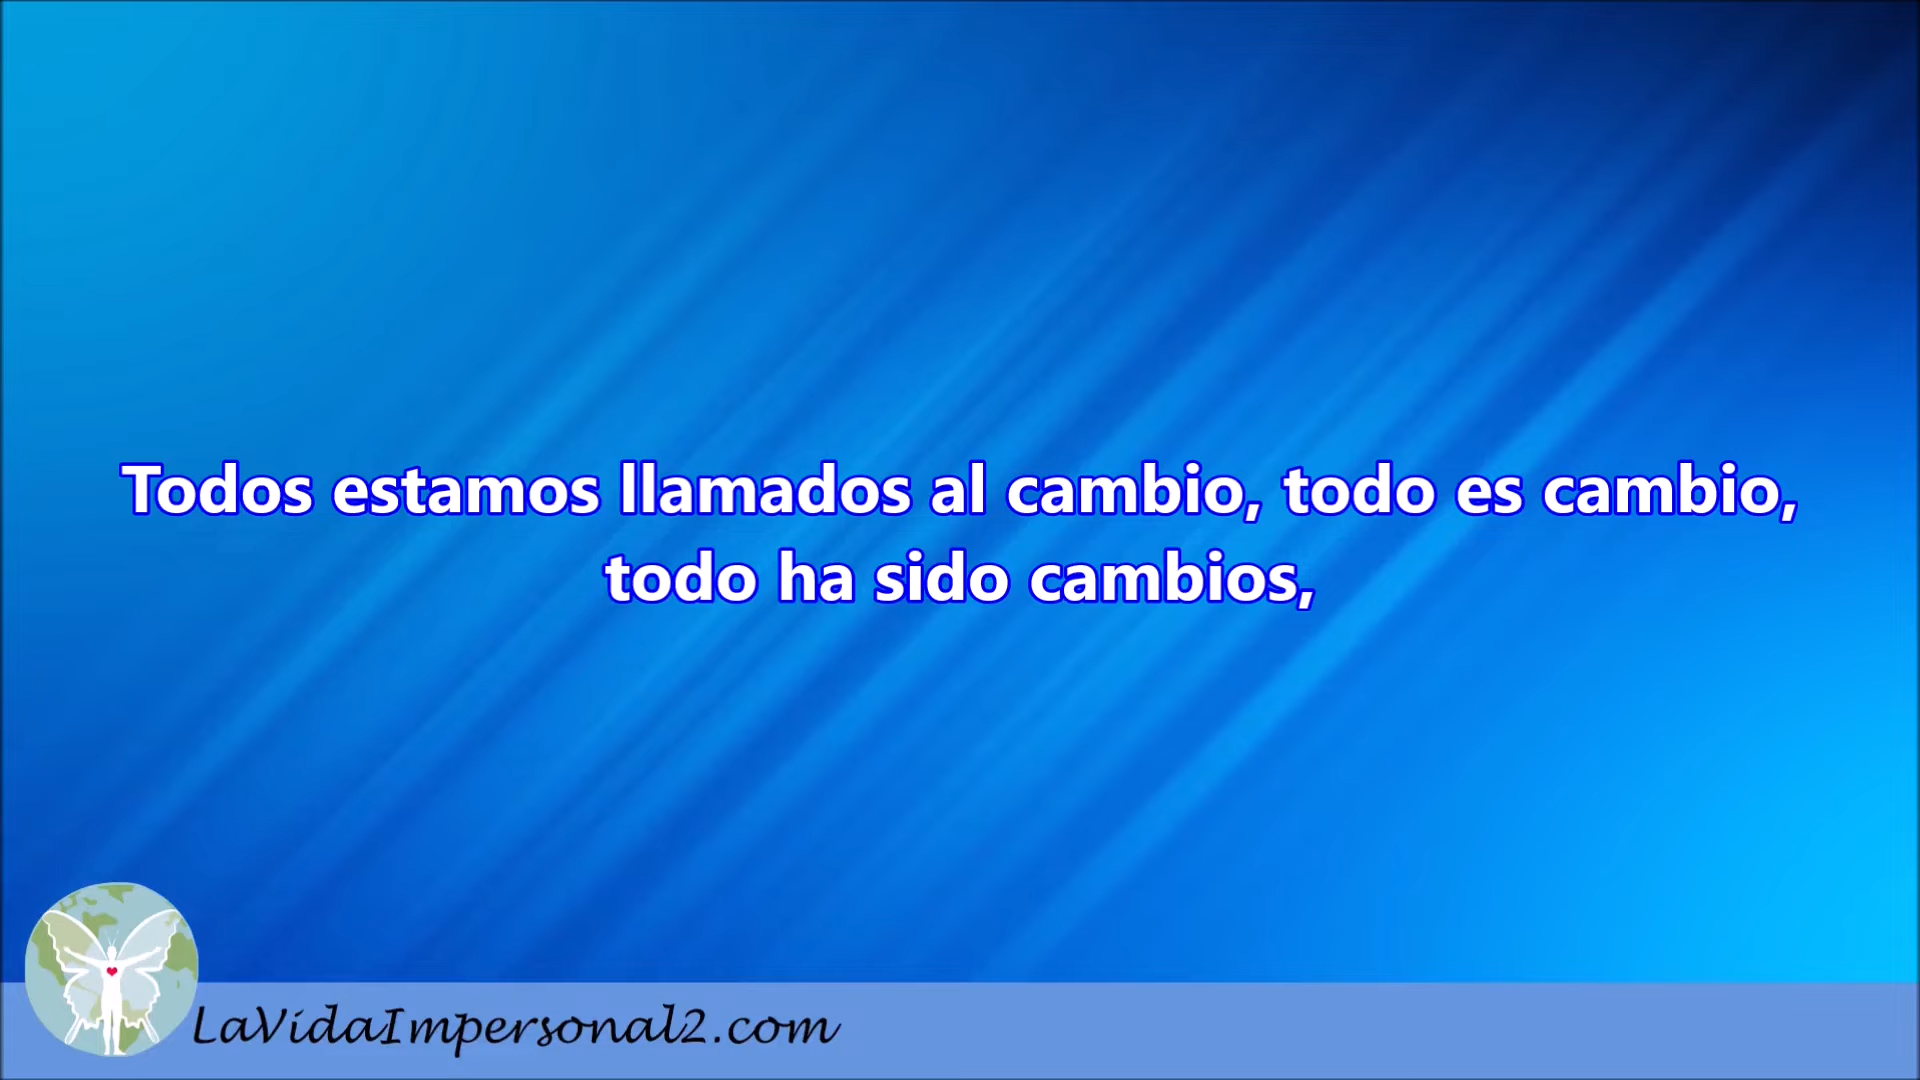 Todos estamos llamados al cambio, todo es cambio,
todo ha sido cambios,
LaVidaImpersonal2.com